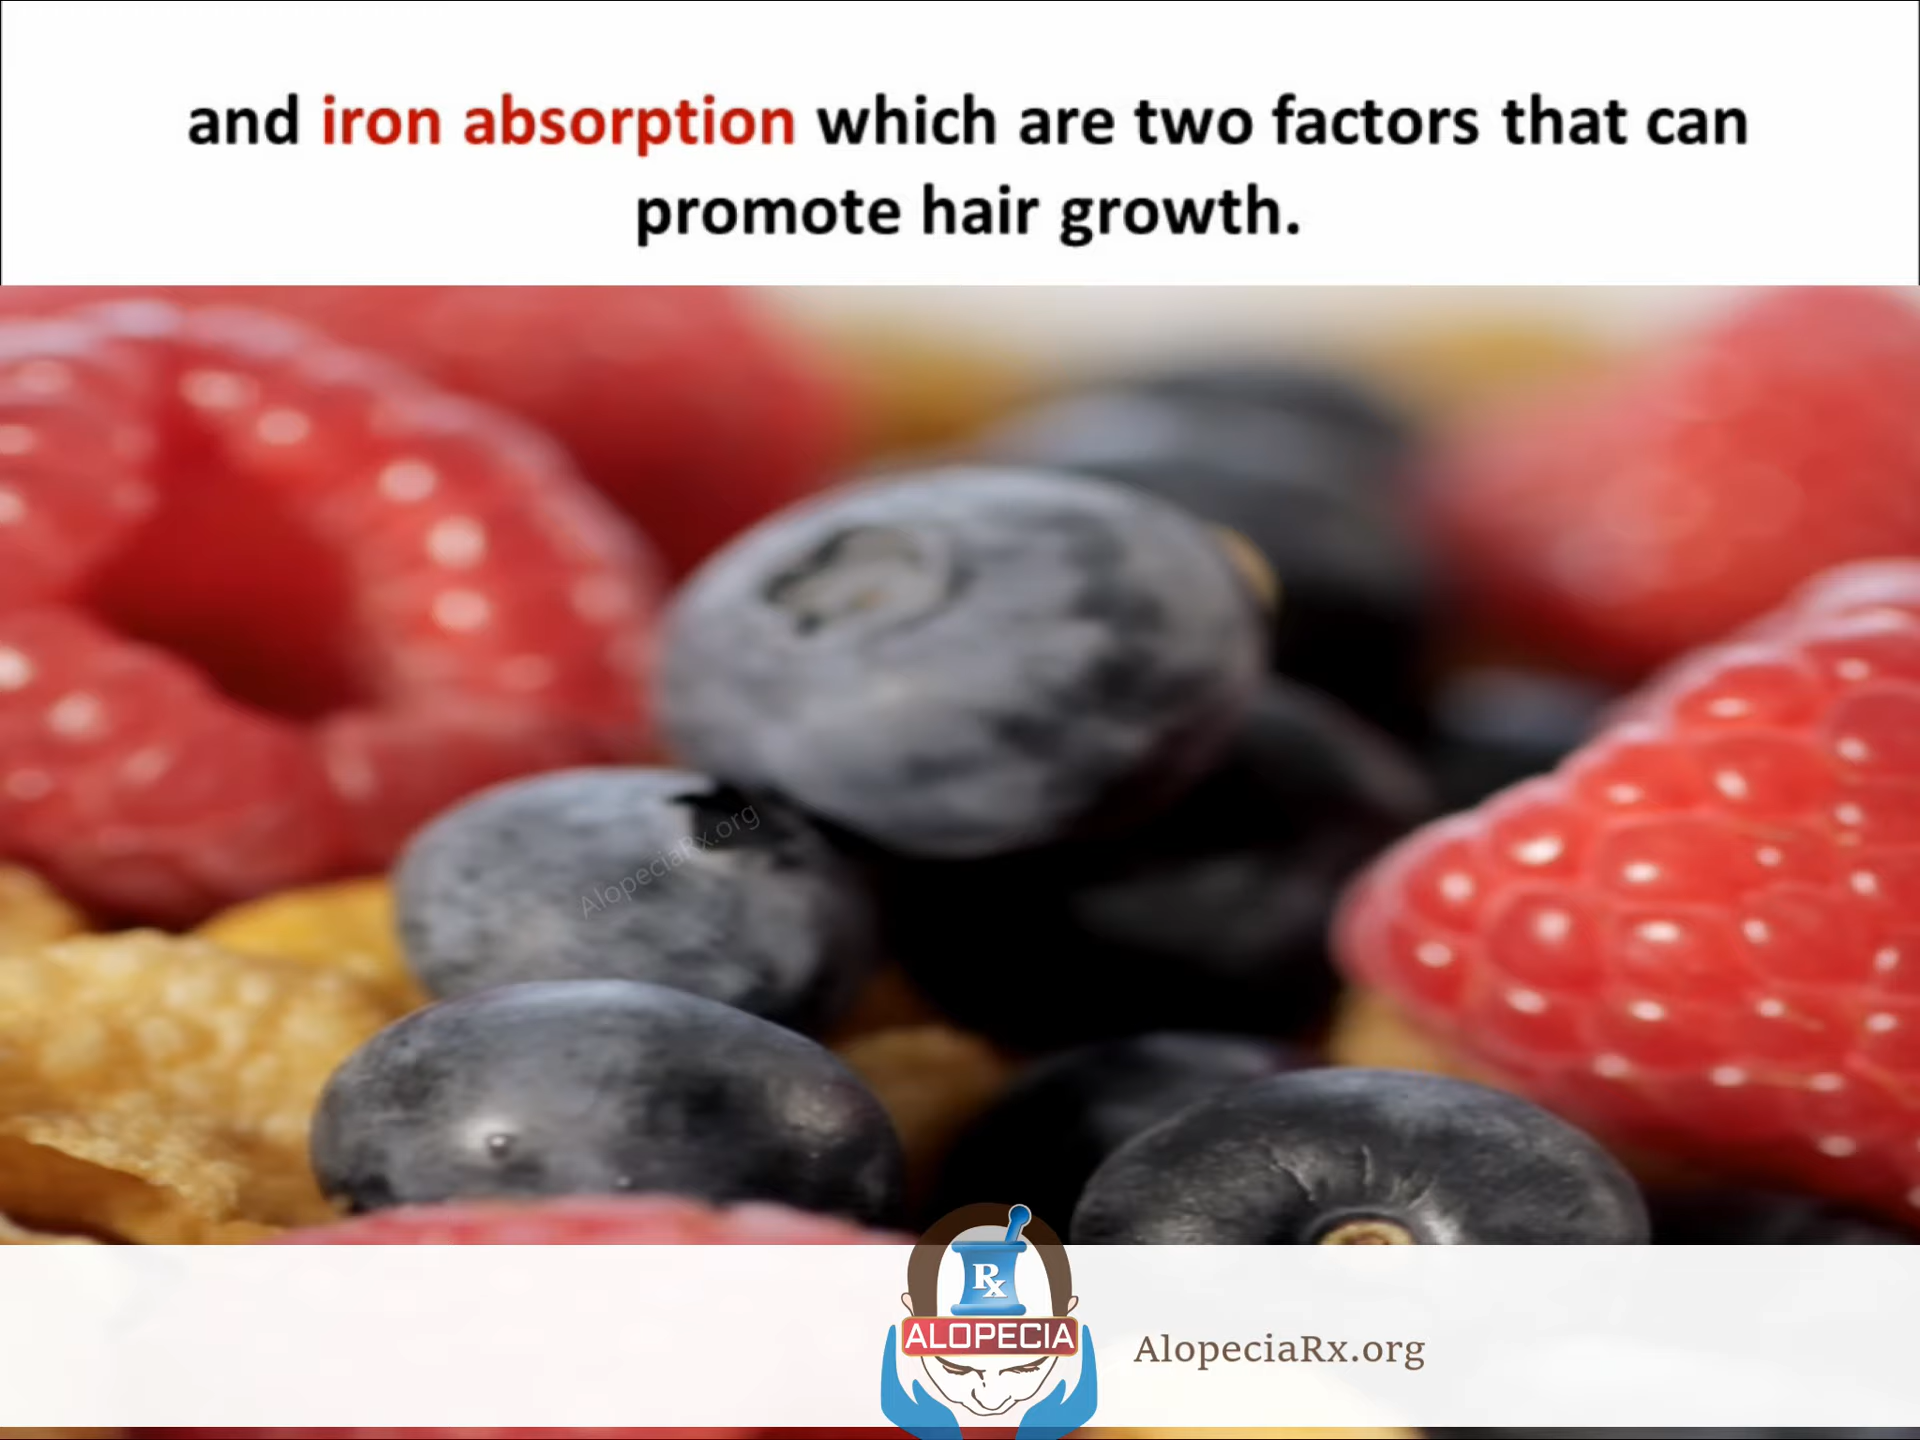 and iron absorption which are two factors that can
promote hair growth.
AlopeciaRx.org
Rx
ALOPECIA
AlopeciaRx.org